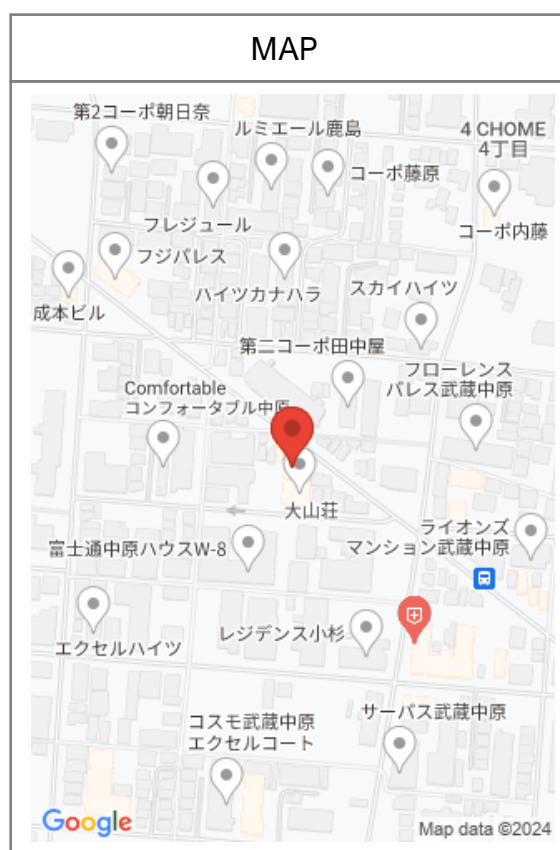 MAP
第2コーポ朝日奈
ルミエール鹿島
4 CHOME
4丁目
コーポ藤原
フレジュール
コーポ内藤
フジパレス
ハイツカナハラ
スカイハイツ
成本ビル
第二コーポ田中屋
フローレンス
パレス武蔵中原
Comfortable
コンフォータブル中原
大山荘
ライオンズ
マンション武蔵中原
富士通中原ハウスW-8
レジデンス小杉
エクセルハイツ
サーパス武蔵中原
コスモ武蔵中原
エクセルコート
Google
Map data ©2024